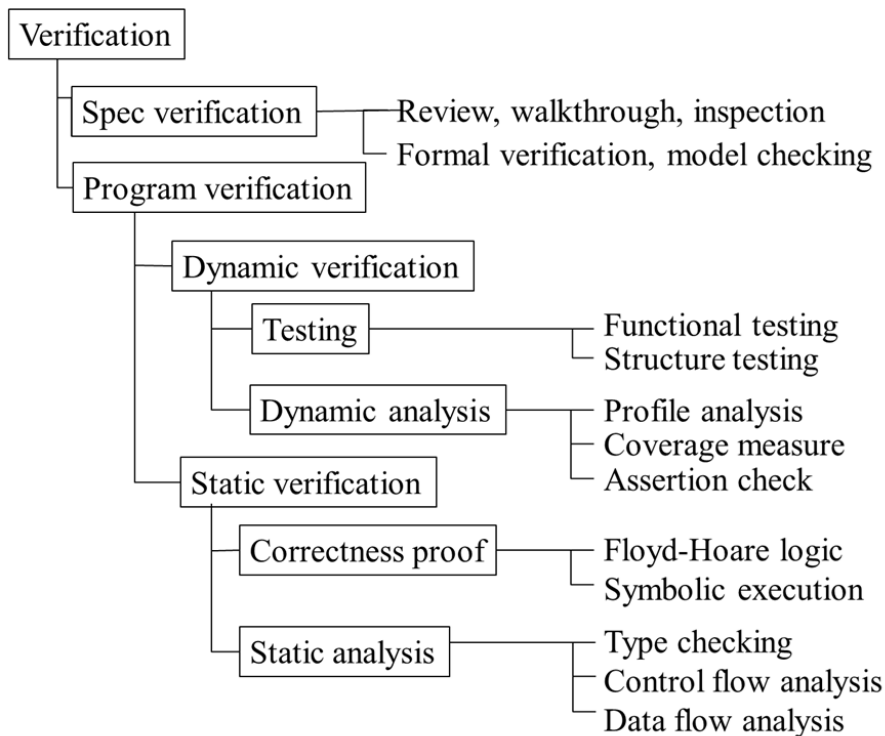 Verification
Spec verification
Review, walkthrough, inspection
Formal verification, model checking
Program verification
Dynamic verification
Testing
Functional testing
Structure testing
Dynamic analysis
Profile analysis
Coverage measure
Assertion check
Static verification
Correctness proof
Floyd-Hoare logic
Symbolic execution
Static analysis
Type checking
Control flow analysis
Data flow analysis